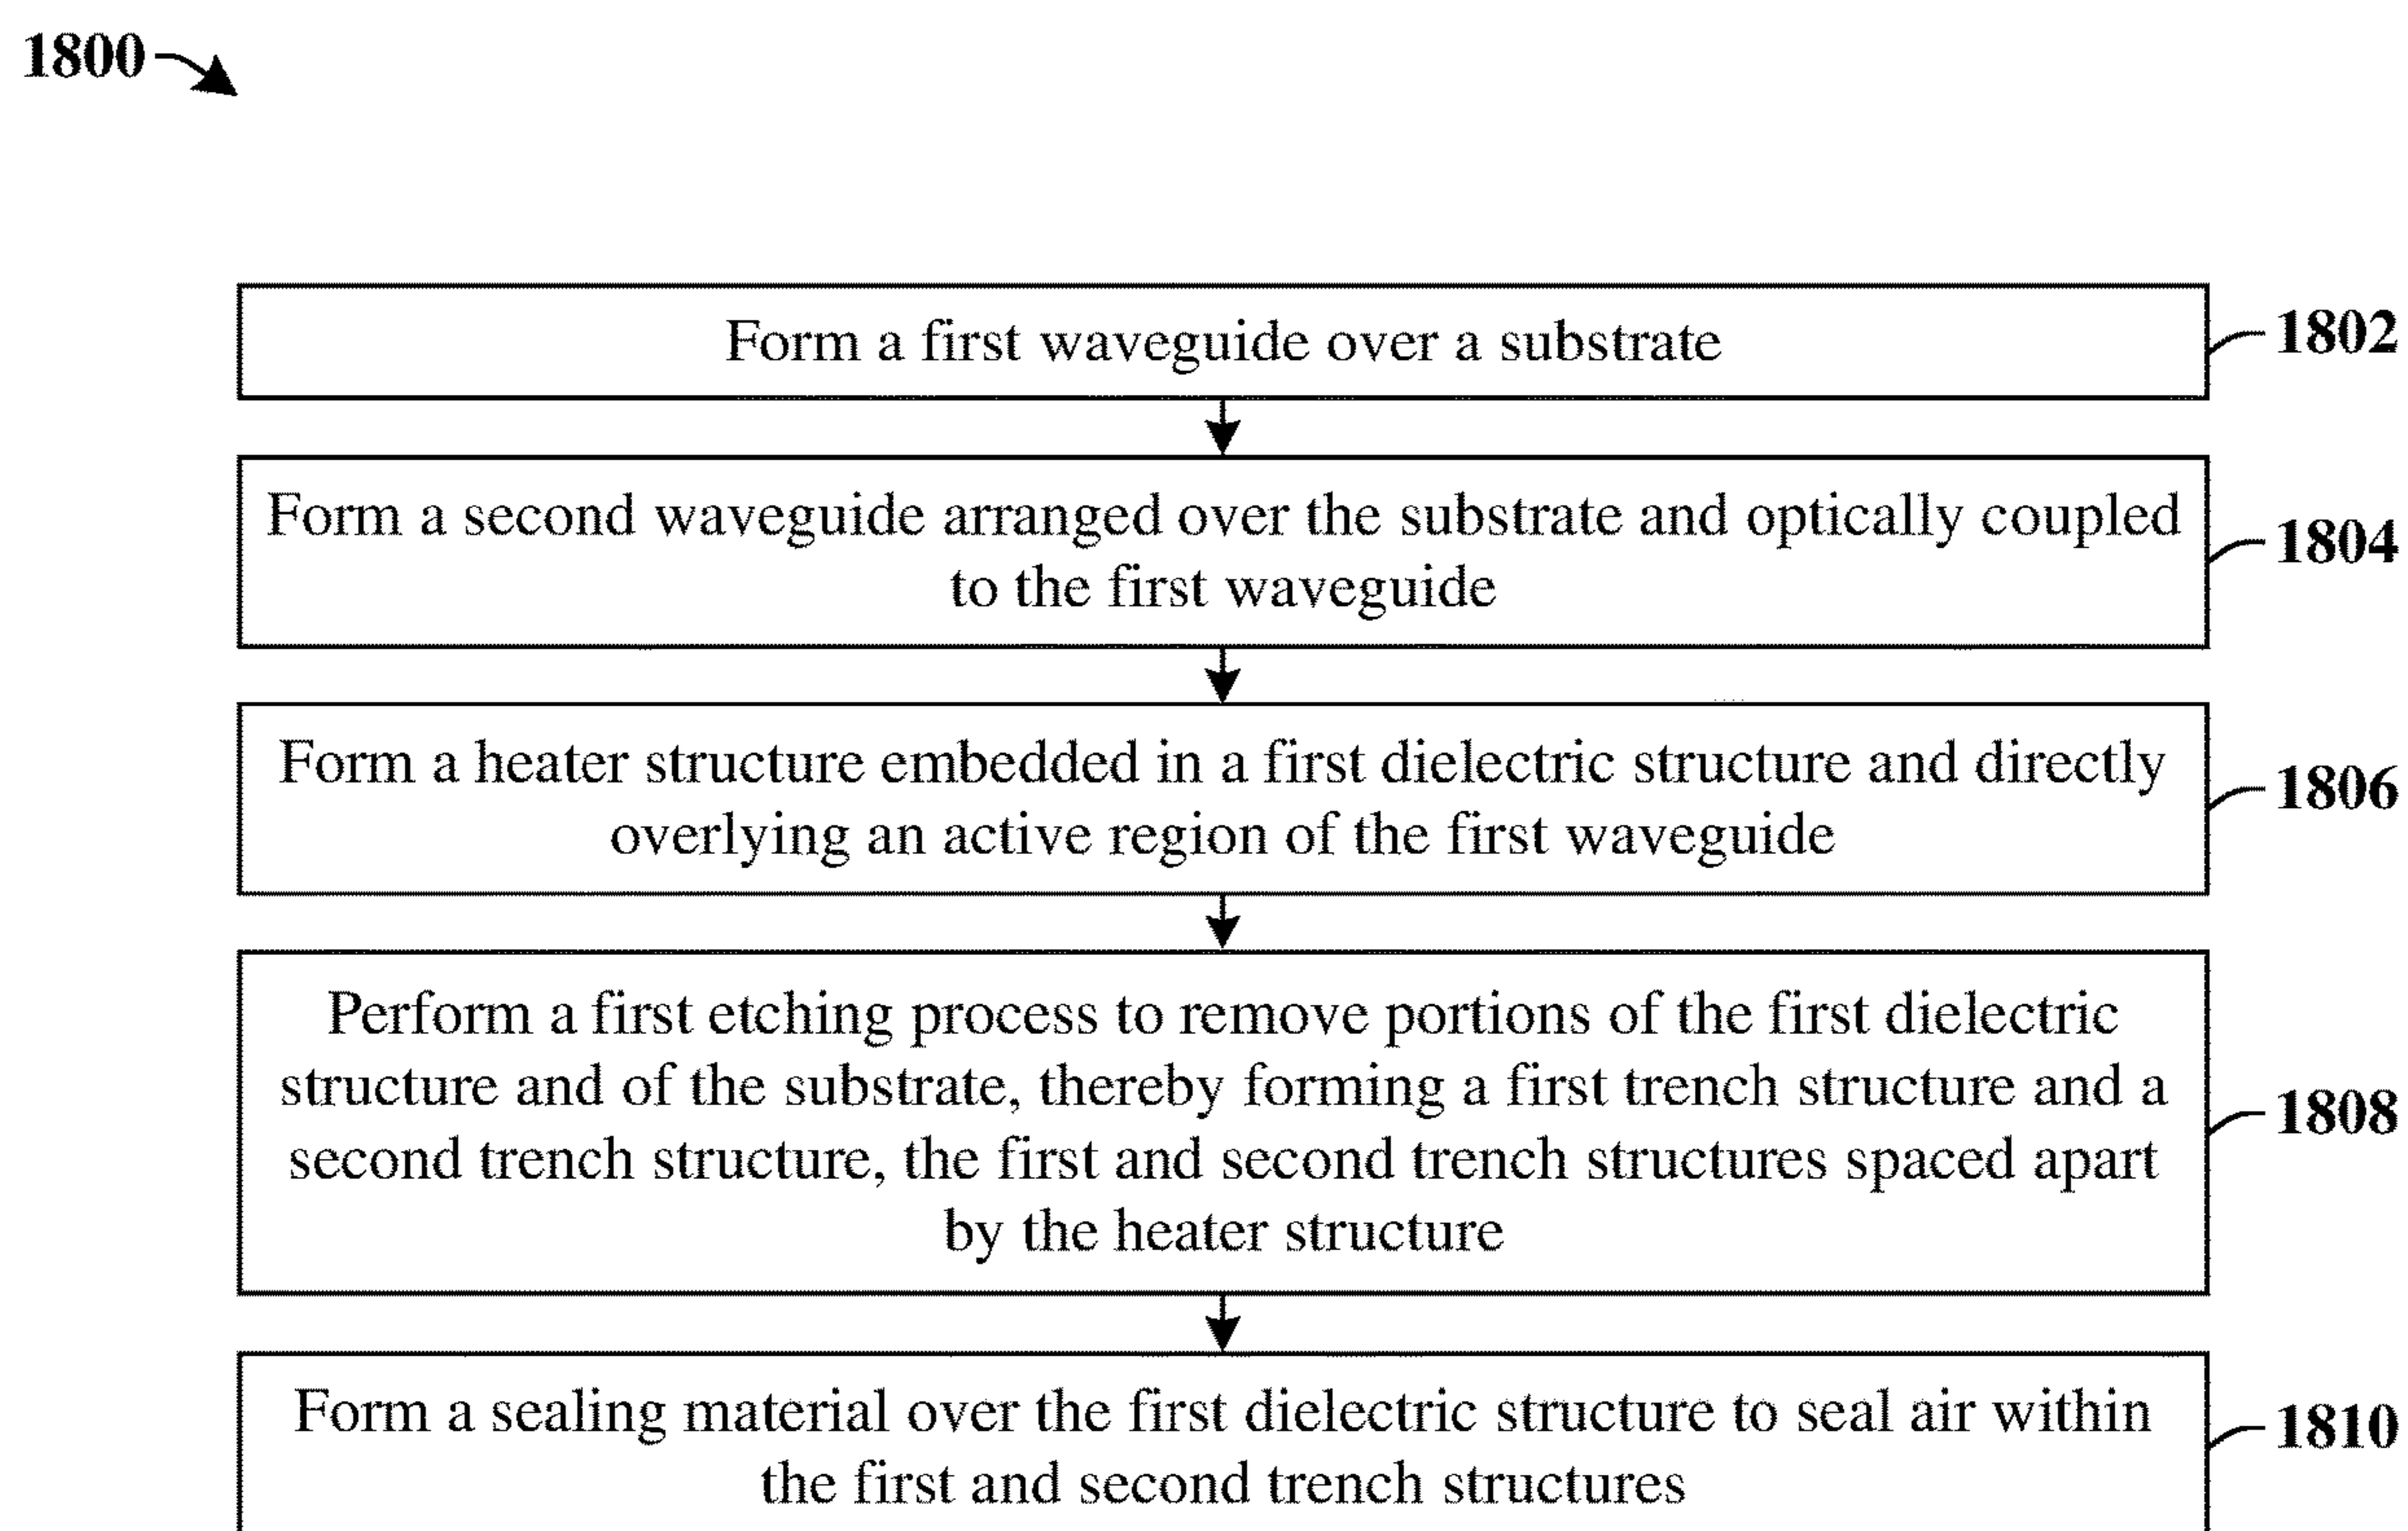 1800
Form a first waveguide over a substrate
1802
Form a second waveguide arranged over the substrate and optically coupled
to the first waveguide
1804
Form a heater structure embedded in a first dielectric structure and directly
overlying an active region of the first waveguide
1806
Perform a first etching process to remove portions of the first dielectric
structure and of the substrate, thereby forming a first trench structure and a
second trench structure, the first and second trench structures spaced apart
by the heater structure
1808
Form a sealing material over the first dielectric structure to seal air within
the first and second trench structures
1810